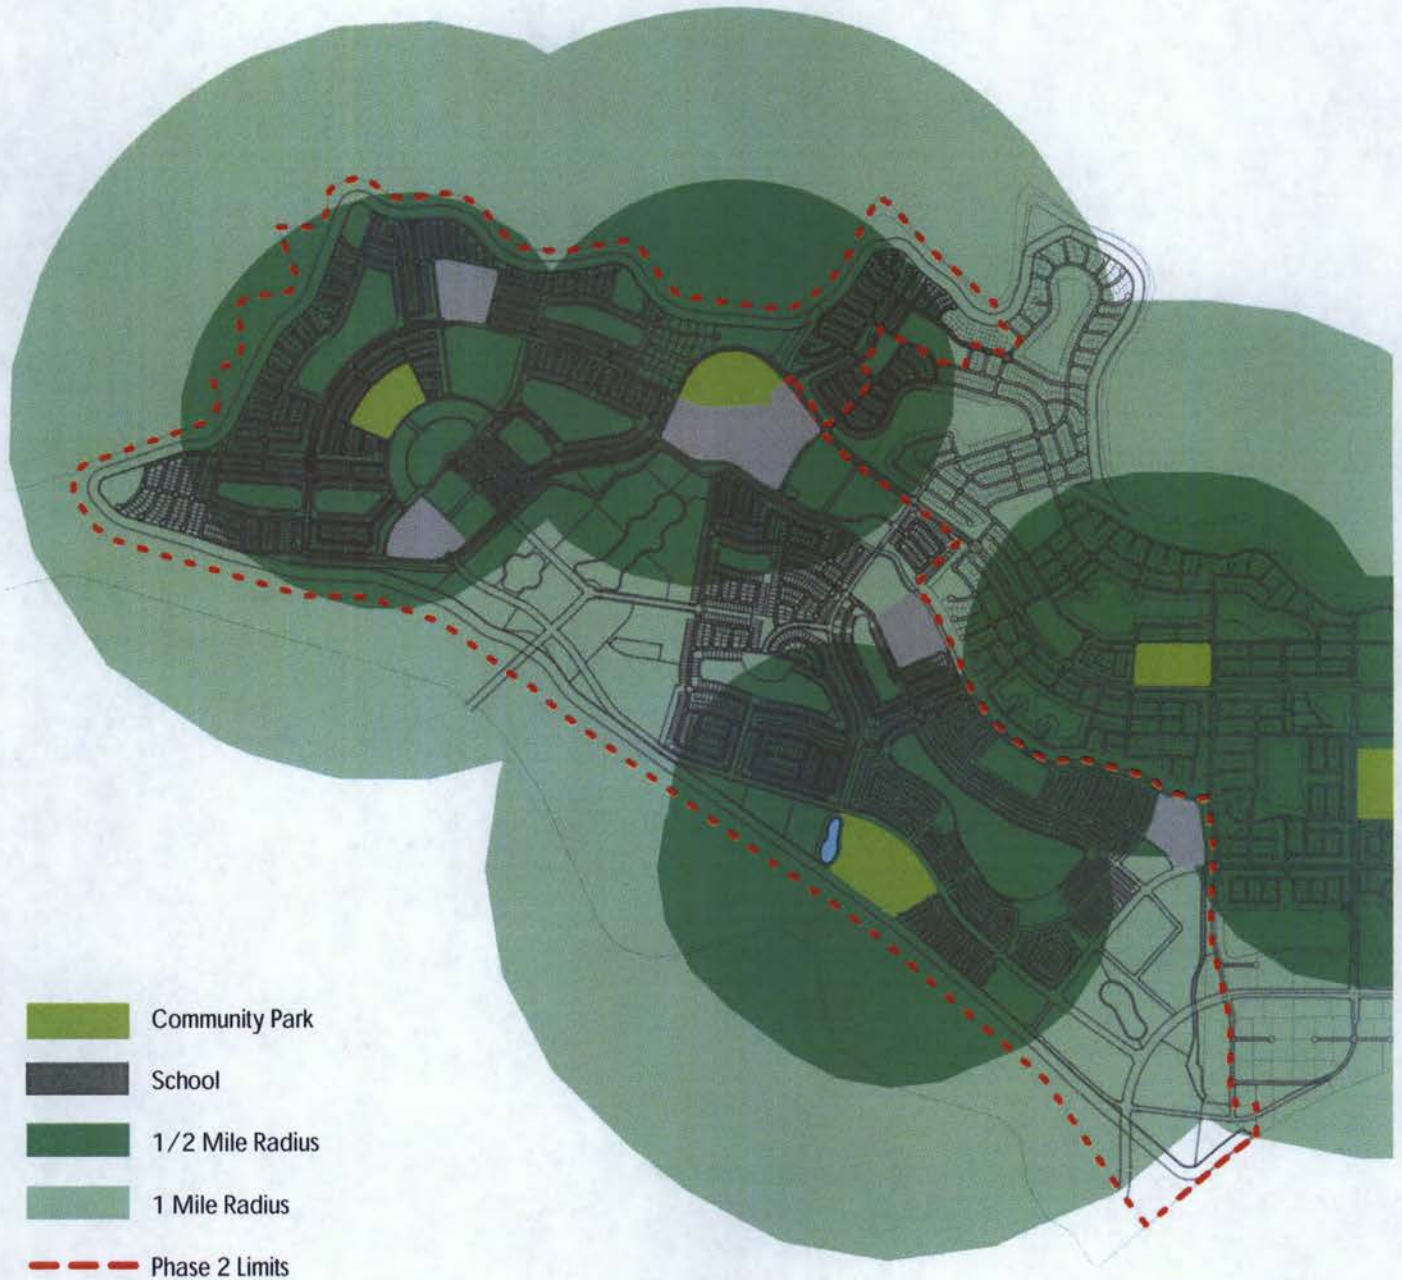 Community Park
School
1/2 Mile Radius
1 Mile Radius
Phase 2 Limits